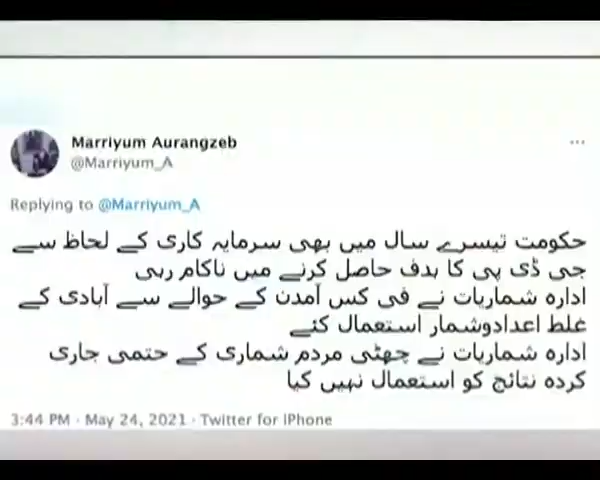 Marriyum Aurangzeb
@Marriyum_A
Replying to @Marriyum_A
حکومت تیسرے سال میں بھی سرمایہ کاری کے لحاظ سے
جی ڈی پی کا ہدف حاصل کرنے میں ناکام رہی
ادارہ شماریات نے فی کس آمدن کے حوالے سے آبادی کے
غلط اعدادوشمار استعمال کئے
ادارہ شماریات نے چھٹی مردم شماری کے حتمی جاری
کردہ نتائج کو استعمال نہیں کیا
3:44 PM · May 24, 2021 · Twitter for iPhone